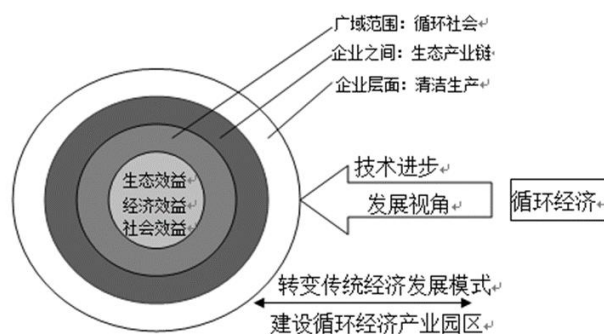 广域范围：循环社会
企业之间：生态产业链
企业层面：清洁生产
生态效益
经济效益
社会效益
技术进步
发展视角
循环经济
转变传统经济发展模式
建设循环经济产业园区